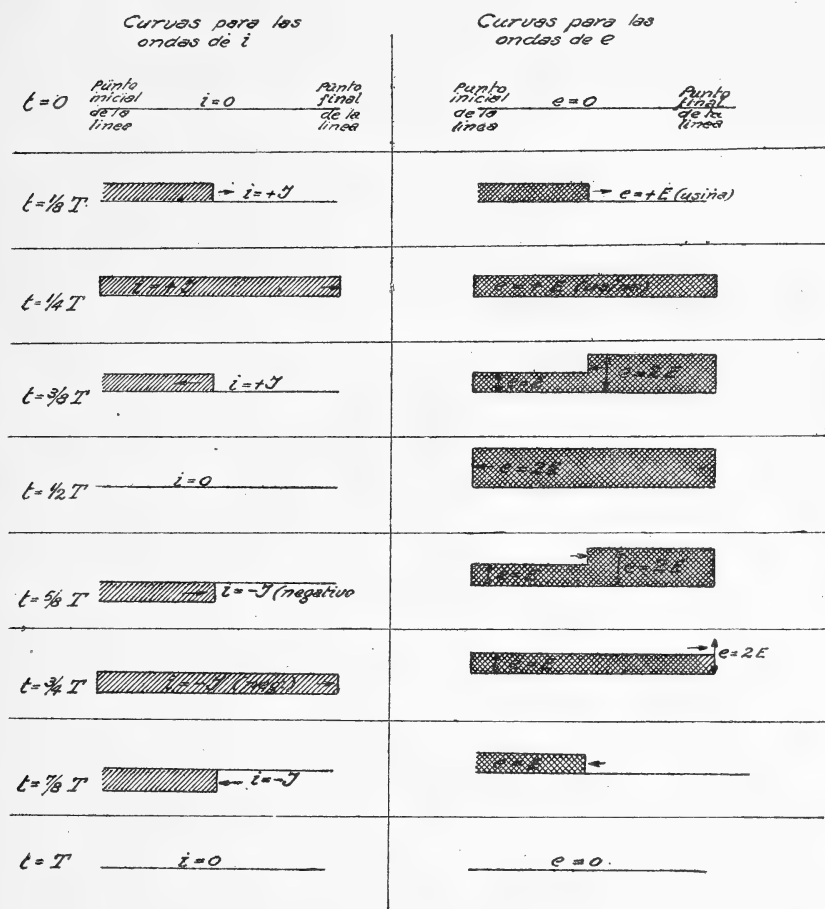 Curvas para las
ondas de i
Curvas para las
ondas de e
t=0
Punto
inicial
de la
linea
i=0
Punto
final
de la
linea
Punto
inicial
de la
linea
e=0
Punto
final
de la
linea
t=1/8 T
i=+J
e=+E (usina)
t=1/4 T
i=+J
e=+E (usina)
t=3/8 T
i=+J
e=E
e=2E
t=1/2 T
i=0
e=2E
t=5/8 T
i=-J (negativo
e=E
e=2E
t=3/4 T
i=-J (neg.)
e=E
e=2E
t=7/8 T
i=-J
e=E
t=T
i=0
e=0